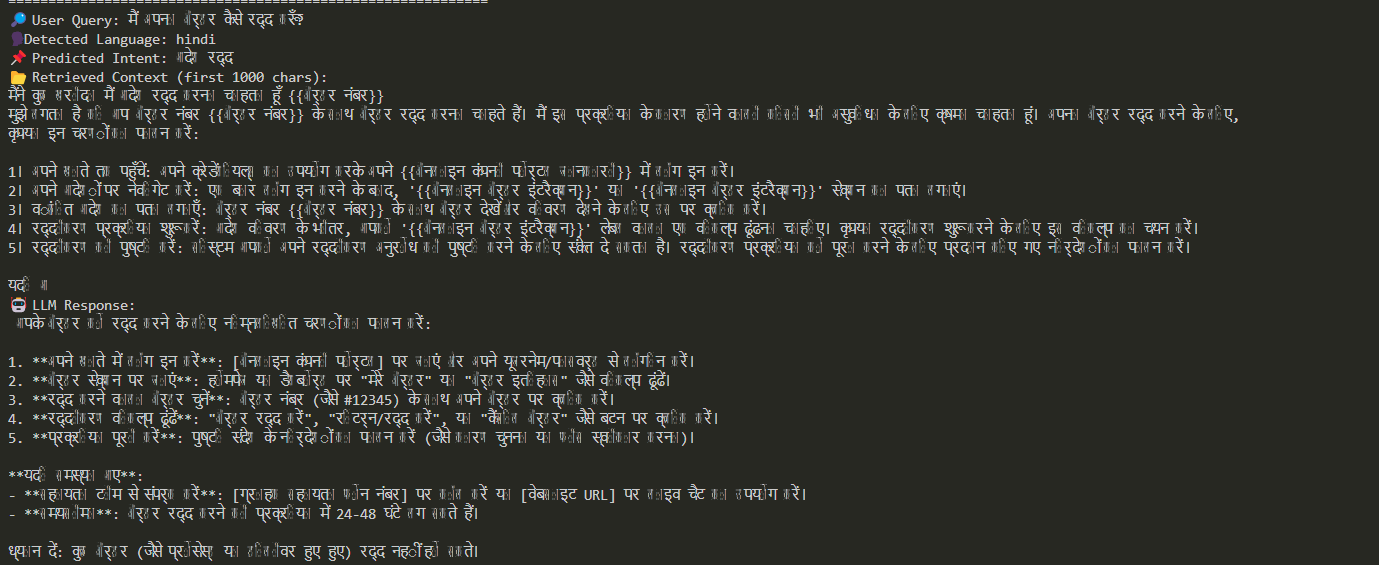 ============================================================
🔎 User Query: मैं अपना ऑर्डर कैसे रद्द करूँ?
🗣Detected Language: hindi
📌 Predicted Intent: आदेश रद्द
📂 Retrieved Context (first 1000 chars):
मैंने कुछ खरीदा मैं आदेश रद्द करना चाहता हूँ {{ऑर्डर नंबर}}
मुझे लगता है कि आप ऑर्डर नंबर {{ऑर्डर नंबर}} के साथ ऑर्डर रद्द करना चाहते हैं। मैं इस प्रक्रिया के कारण होने वाली किसी भी असुविधा के लिए क्षमा चाहता हूं। अपना ऑर्डर रद्द करने के लिए,
कृपया इन चरणों का पालन करें:
1। अपने खाते तक पहुँचें: अपने क्रेडेंशियल्स का उपयोग करके अपने {{ऑनलाइन कंपनी पोर्टल जानकारी}} में लॉग इन करें।
2। अपने आदेशों पर नेविगेट करें: एक बार लॉग इन करने के बाद, '{{ऑनलाइन ऑर्डर इंटरैक्शन}}' या '{{ऑनलाइन ऑर्डर इंटरैक्शन}}' सेक्शन का पता लगाएं।
3। वांछित आदेश का पता लगाएँ: ऑर्डर नंबर {{ऑर्डर नंबर}} के साथ ऑर्डर देखें और विवरण देखने के लिए उस पर क्लिक करें।
4। रद्दीकरण प्रक्रिया शुरू करें: आदेश विवरण के भीतर, आपको '{{ऑनलाइन ऑर्डर इंटरैक्शन}}' लेबल वाला एक विकल्प ढूंढना चाहिए। कृपया रद्दीकरण शुरू करने के लिए इस विकल्प का चयन करें।
5। रद्दीकरण की पुष्टि करें: सिस्टम आपको अपने रद्दीकरण अनुरोध की पुष्टि करने के लिए संकेत दे सकता है। रद्दीकरण प्रक्रिया को पूरा करने के लिए प्रदान किए गए निर्देशों का पालन करें।
यदि आ
🤖 LLM Response:
आपके ऑर्डर को रद्द करने के लिए निम्नलिखित चरणों का पालन करें:
1. **अपने खाते में लॉग इन करें**: [ऑनलाइन कंपनी पोर्टल] पर जाएं और अपने यूजरनेम/पासवर्ड से लॉगिन करें।
2. **ऑर्डर सेक्शन पर जाएं**: होमपेज या डैशबोर्ड पर "मेरे ऑर्डर" या "ऑर्डर इतिहास" जैसे विकल्प ढूंढें।
3. **रद्द करने वाला ऑर्डर चुनें**: ऑर्डर नंबर (जैसे #12345) के साथ अपने ऑर्डर पर क्लिक करें।
4. **रद्दीकरण विकल्प ढूंढें**: "ऑर्डर रद्द करें", "रिटर्न/रद्द करें", या "कैंसिल ऑर्डर" जैसे बटन पर क्लिक करें।
5. **प्रक्रिया पूरी करें**: पुष्टि संदेश के निर्देशों का पालन करें (जैसे कारण चुनना या फीस स्वीकार करना)।
**यदि समस्या आए**:
- **सहायता टीम से संपर्क करें**: [ग्राहक सहायता फोन नंबर] पर कॉल करें या [वेबसाइट URL] पर लाइव चैट का उपयोग करें।
- **समयसीमा**: ऑर्डर रद्द करने की प्रक्रिया में 24-48 घंटे लग सकते हैं।
ध्यान दें: कुछ ऑर्डर (जैसे प्रोसेस्ड या डिलीवर हुए हुए) रद्द नहीं हो सकते।